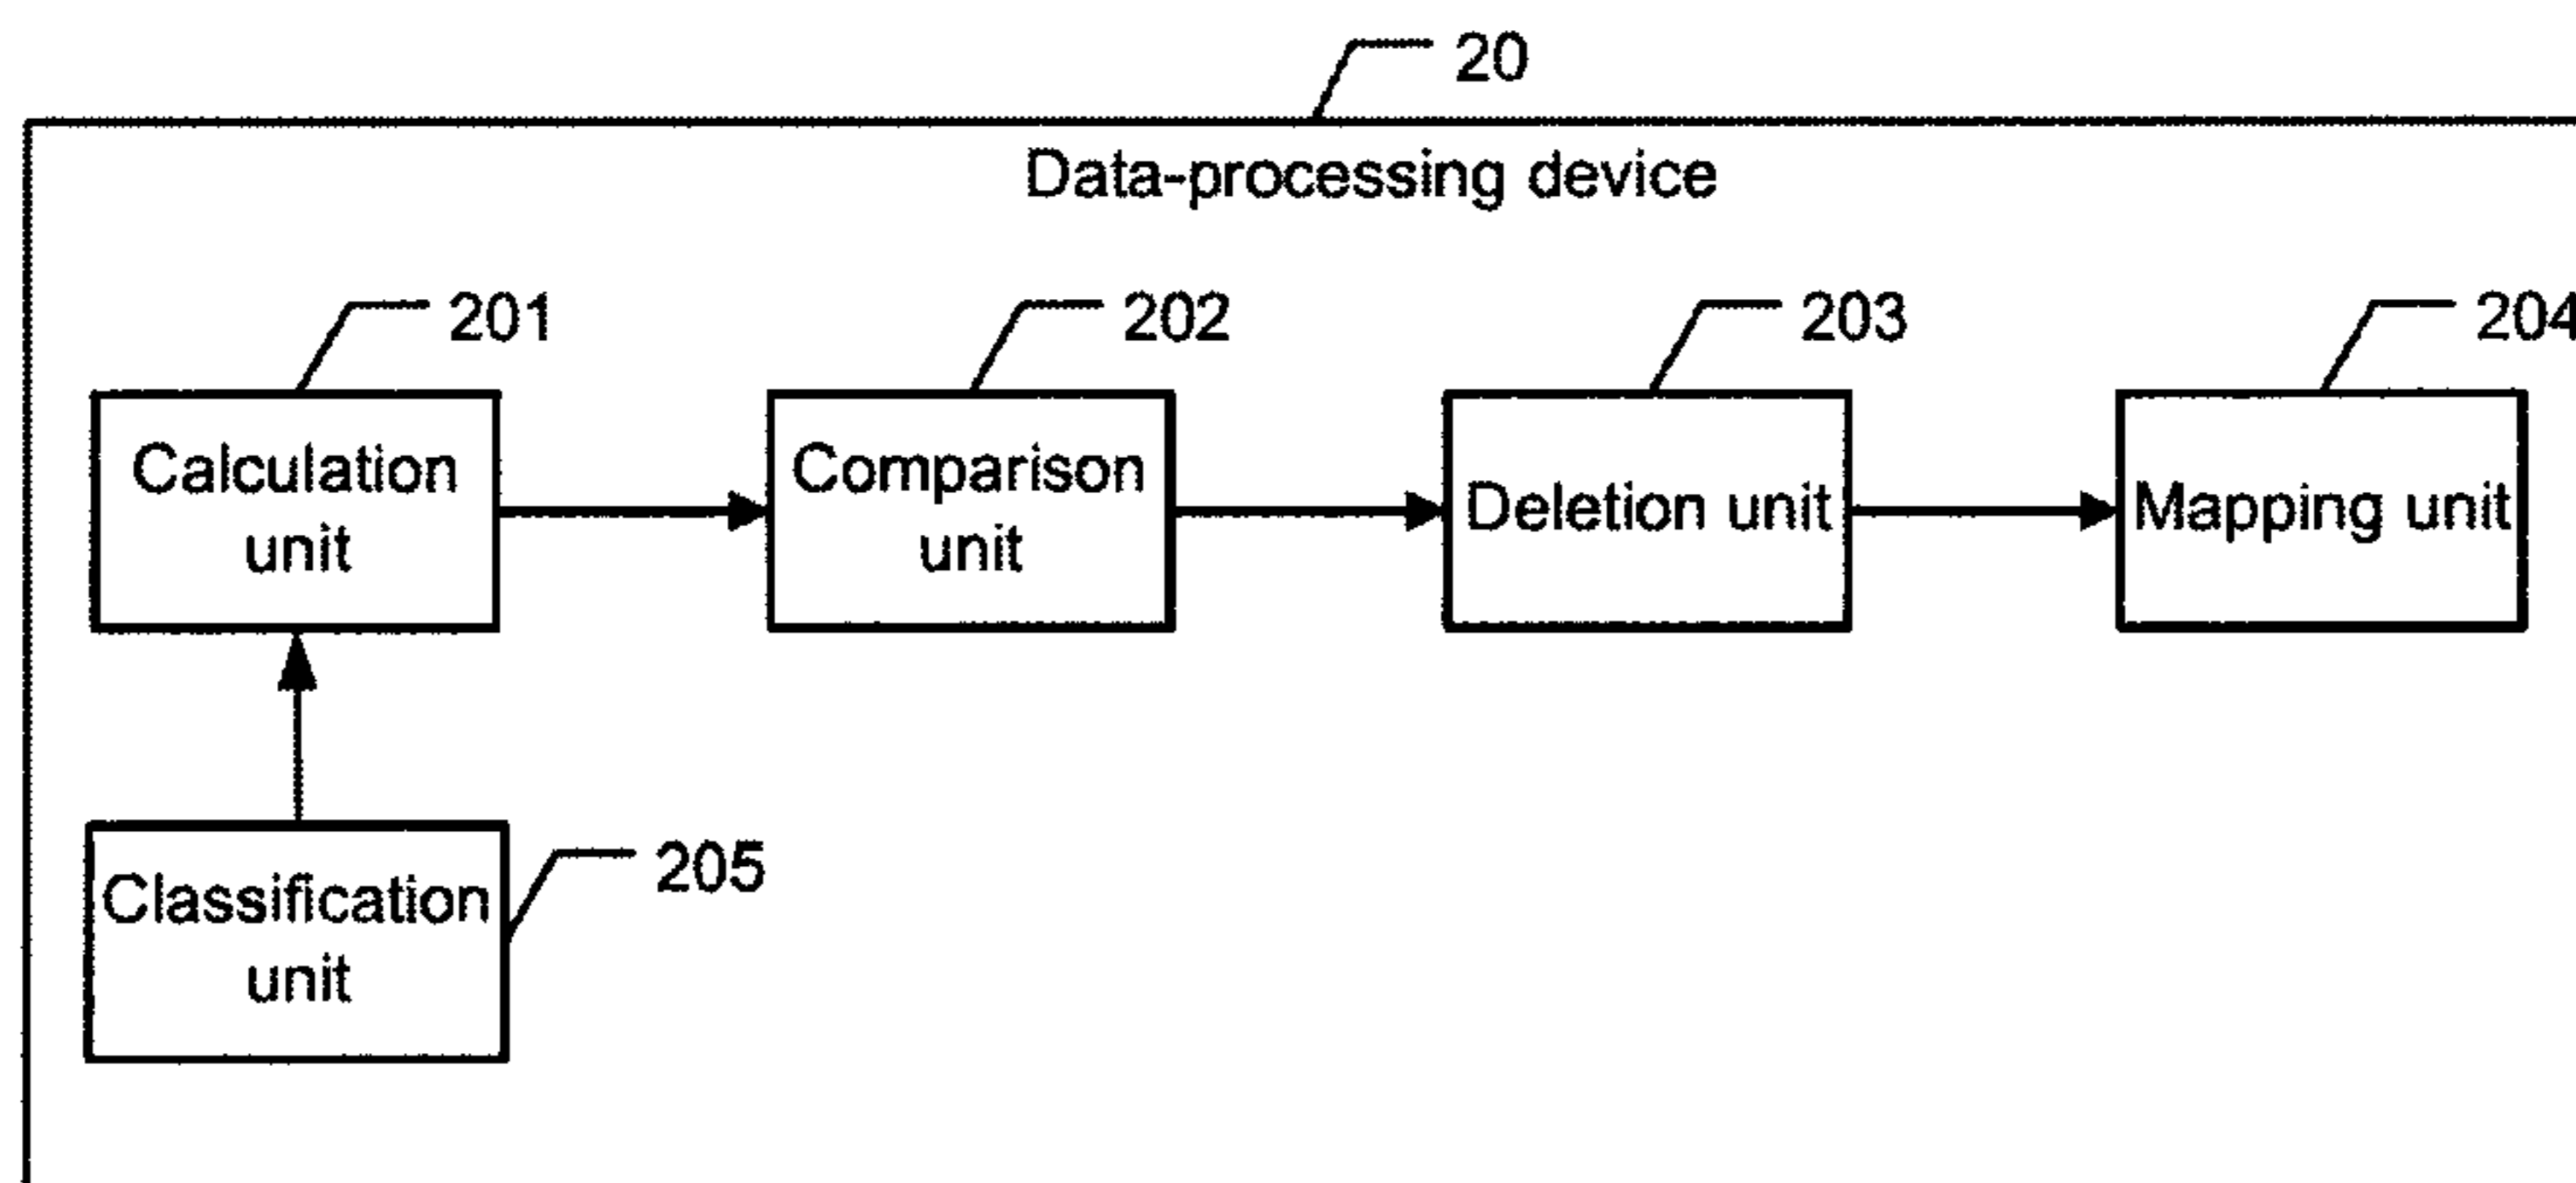 20
Data-processing device
201
202
203
204
Calculation
unit
Comparison
unit
Deletion unit
Mapping unit
205
Classification
unit